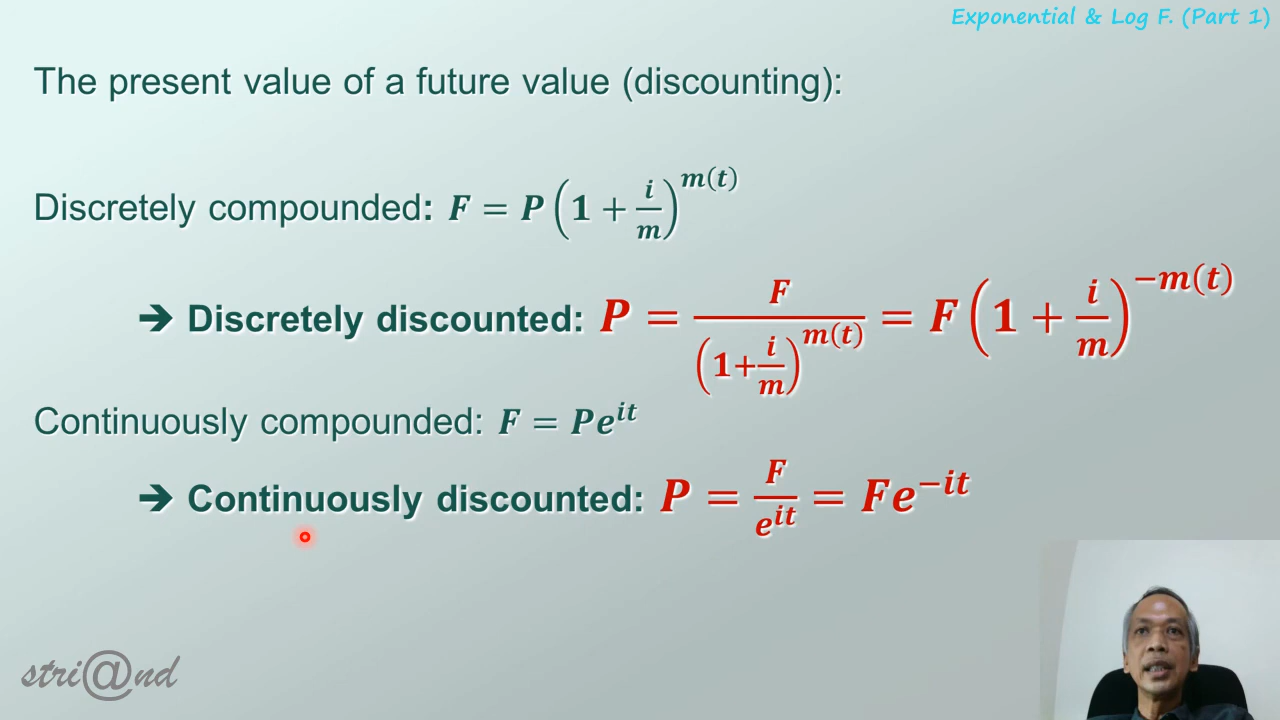 Exponential & Log F. (Part 1)
The present value of a future value (discounting):
Discretely compounded: F = P(1 + i/m)^m(t)
➔ Discretely discounted: P = F/(1+i/m)^m(t) = F(1 + i/m)^−m(t)
Continuously compounded: F = Pe^it
➔ Continuously discounted: P = F/e^it = Fe^−it
stri@nd